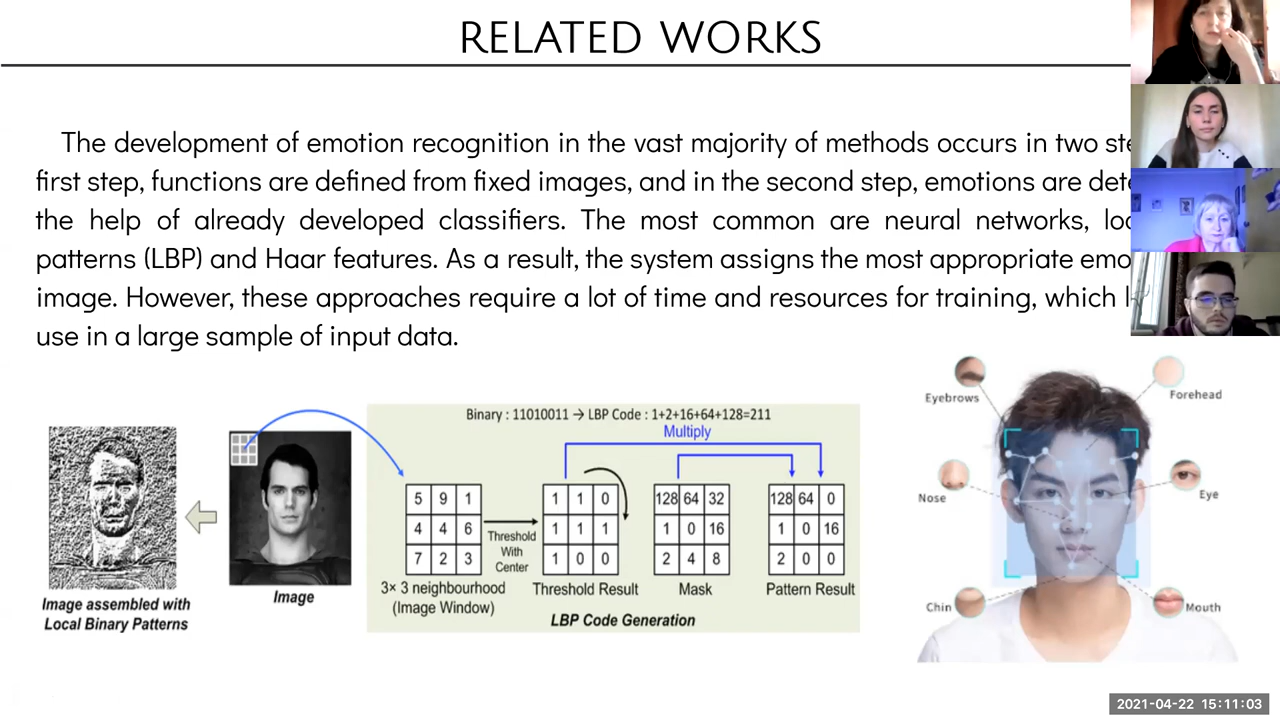 RELATED WORKS
The development of emotion recognition in the vast majority of methods occurs in two
first step, functions are defined from fixed images, and in the second step, emotions are
the help of already developed classifiers. The most common are neural networks,
patterns (LBP) and Haar features. As a result, the system assigns the most appropriate
image. However, these approaches require a lot of time and resources for training, which
use in a large sample of input data.
Binary : 11010011 → LBP Code : 1+2+16+64+128=211
Multiply
5 9 1
4 4 6
7 2 3
Threshold
With
Center
1 1 0
1 1 1
1 0 0
128 64 32
1 0 16
2 4 8
128 64 0
1 0 16
2 0 0
3× 3 neighbourhood
(Image Window)
Threshold Result
Mask
Pattern Result
LBP Code Generation
Image assembled with
Local Binary Patterns
Image
Eyebrows
Forehead
Nose
Eye
Chin
Mouth
2021-04-22 15:11:03